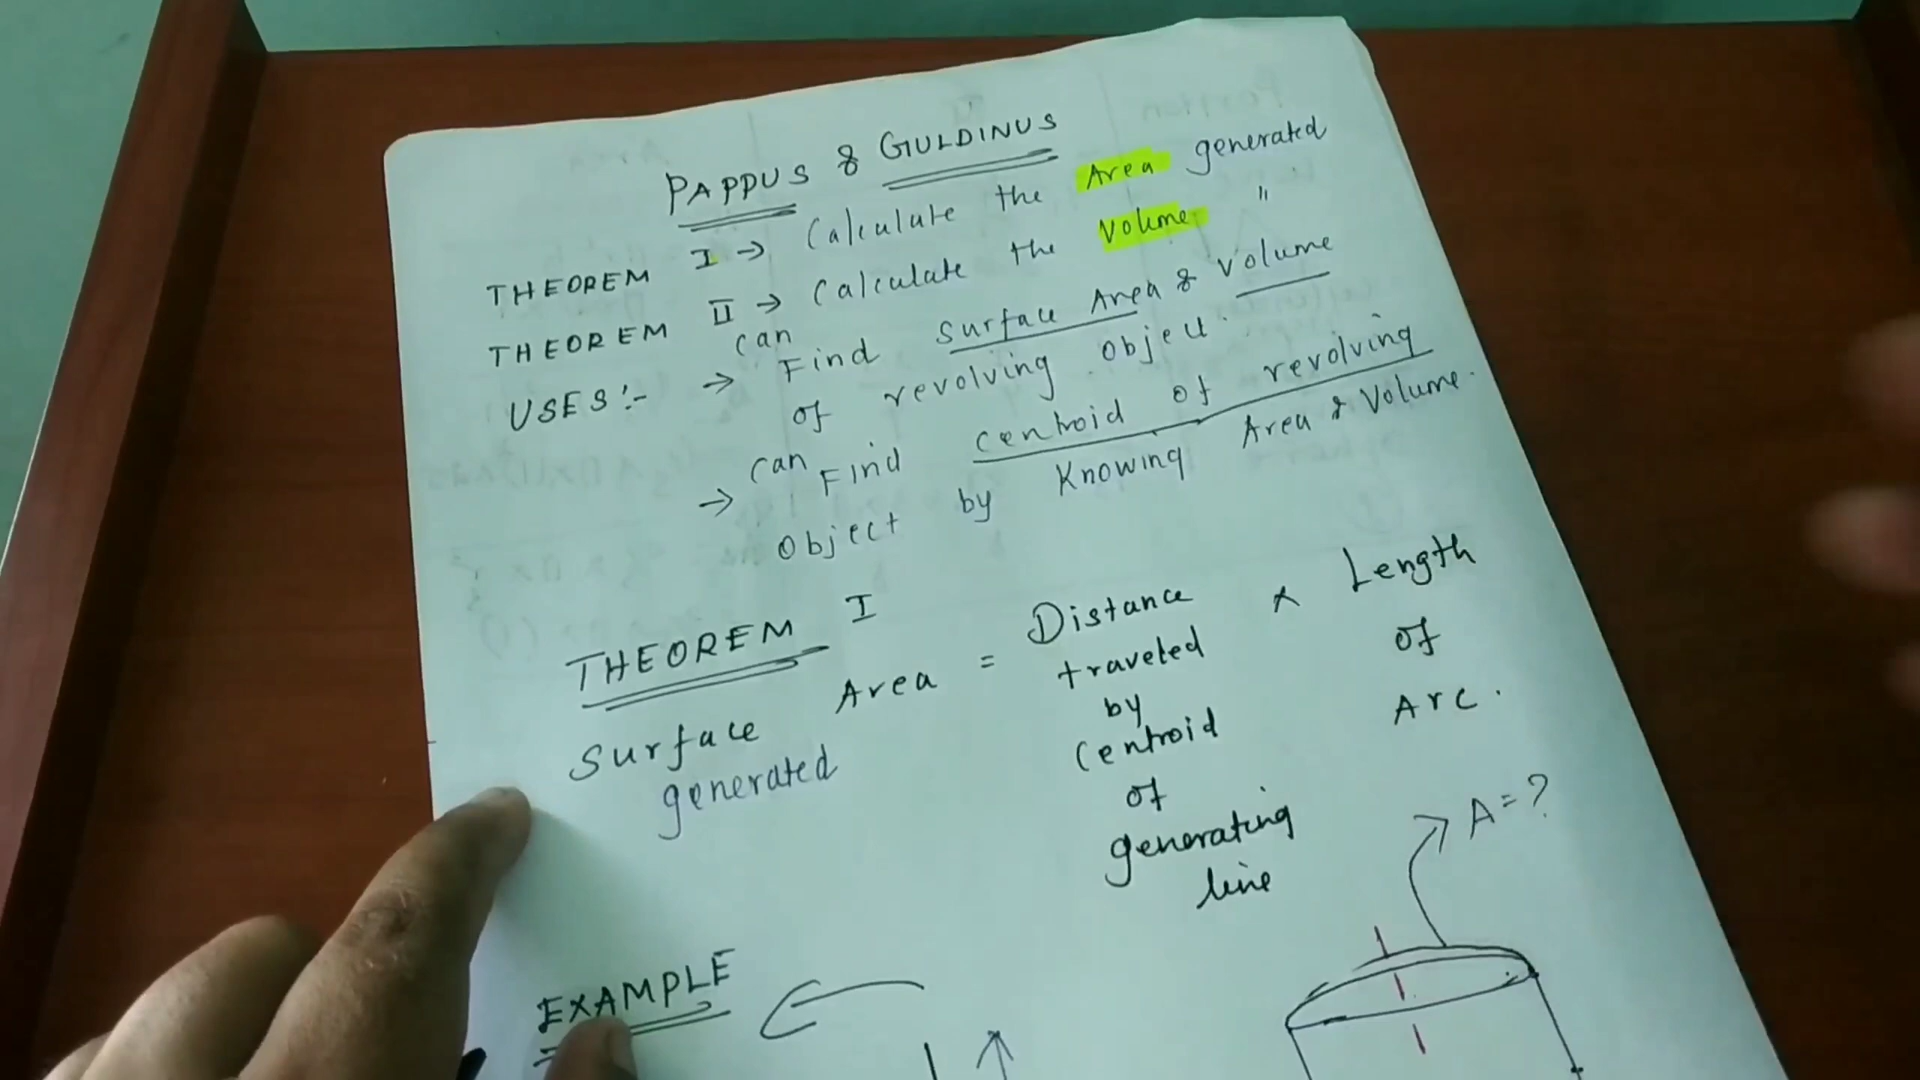 PAPPUS & GULDINUS
THEOREM I → Calculate the Area generated
THEOREM II → Calculate the Volume "
USES:- → can Find Surface Area & Volume
of revolving object.
→ can Find centroid of revolving
object by Knowing Area & Volume.
THEOREM I
Surface Area generated = Distance traveled by centroid of generating line × Length of Arc.
A = ?
EXAMPLE